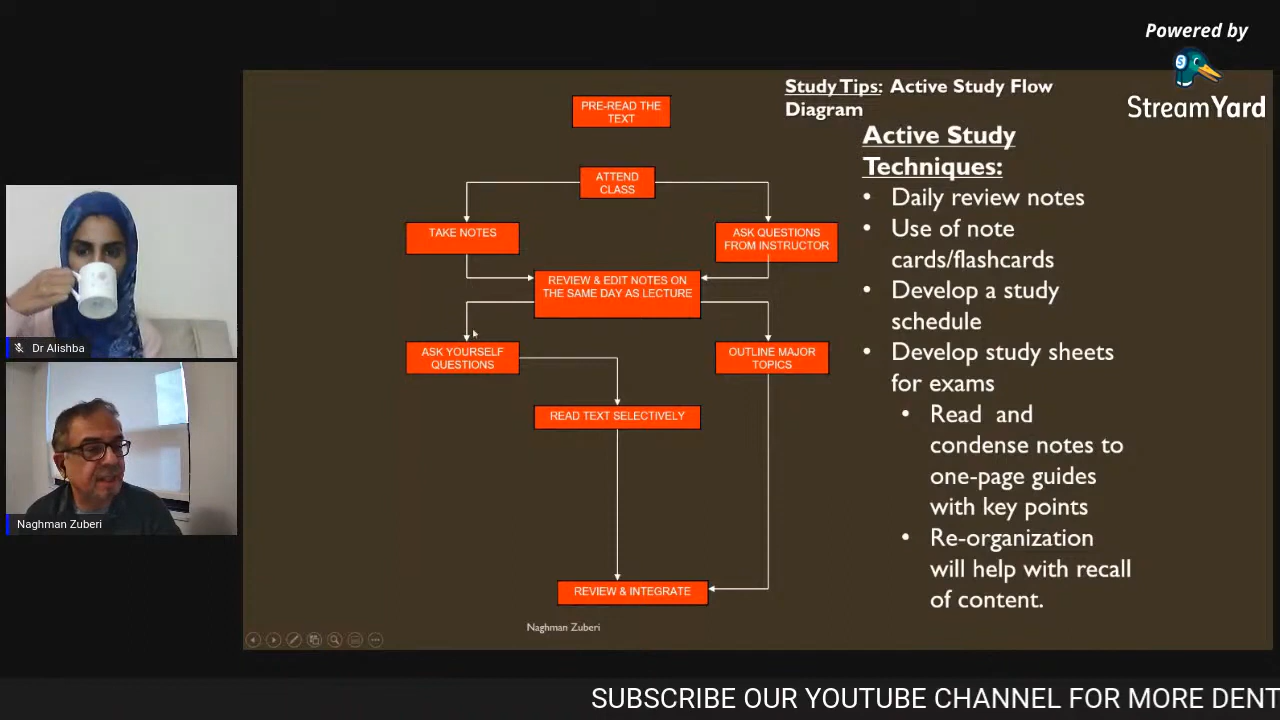 Powered by
StreamYard
Study Tips: Active Study Flow
Diagram
PRE-READ THE
TEXT
ATTEND
CLASS
TAKE NOTES
ASK QUESTIONS
FROM INSTRUCTOR
REVIEW & EDIT NOTES ON
THE SAME DAY AS LECTURE
ASK YOURSELF
QUESTIONS
OUTLINE MAJOR
TOPICS
READ TEXT SELECTIVELY
REVIEW & INTEGRATE
Naghman Zuberi
Active Study
Techniques:
• Daily review notes
• Use of note
cards/flashcards
• Develop a study
schedule
• Develop study sheets
for exams
• Read and
condense notes to
one-page guides
with key points
• Re-organization
will help with recall
of content.
Dr Alishba
Naghman Zuberi
SUBSCRIBE OUR YOUTUBE CHANNEL FOR MORE DENT